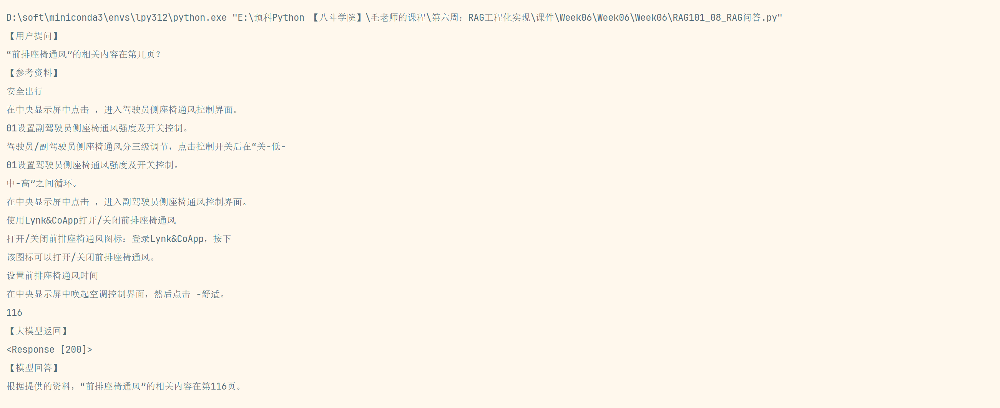 D:\soft\miniconda3\envs\lpy312\python.exe "E:\预科Python 【八斗学院】\毛老师的课程\第六周：RAG工程化实现\课件\Week06\Week06\Week06\RAG101_08_RAG问答.py"
【用户提问】
“前排座椅通风”的相关内容在第几页？
【参考资料】
安全出行
在中央显示屏中点击 ，进入驾驶员侧座椅通风控制界面。
01设置副驾驶员侧座椅通风强度及开关控制。
驾驶员/副驾驶员侧座椅通风分三级调节，点击控制开关后在“关-低-
01设置驾驶员侧座椅通风强度及开关控制。
中-高”之间循环。
在中央显示屏中点击 ，进入副驾驶员侧座椅通风控制界面。
使用Lynk&CoApp打开/关闭前排座椅通风
打开/关闭前排座椅通风图标：登录Lynk&CoApp，按下
该图标可以打开/关闭前排座椅通风。
设置前排座椅通风时间
在中央显示屏中唤起空调控制界面，然后点击 -舒适。
116
【大模型返回】
<Response [200]>
【模型回答】
根据提供的资料，“前排座椅通风”的相关内容在第116页。